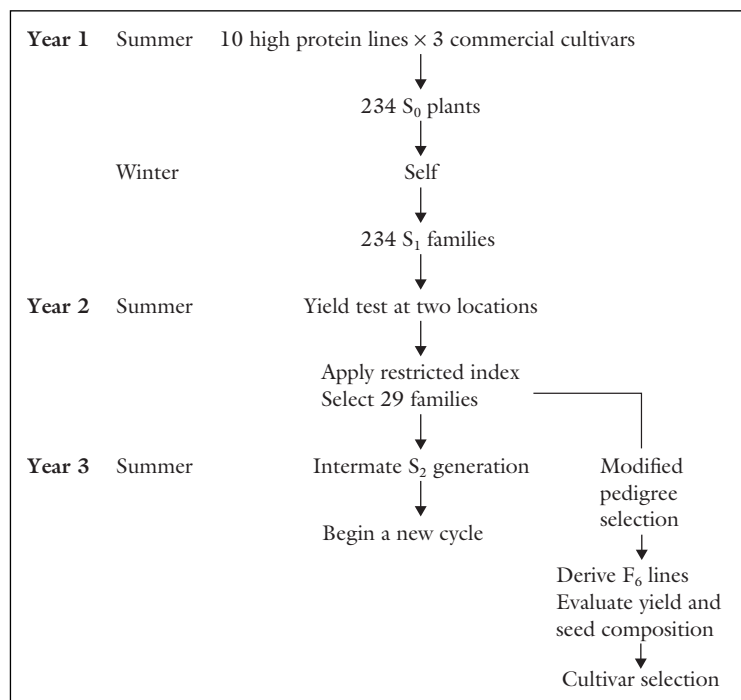 Year 1 Summer 10 high protein lines × 3 commercial cultivars
234 S₀ plants
Winter Self
234 S₁ families
Year 2 Summer Yield test at two locations
Apply restricted index
Select 29 families
Year 3 Summer Intermate S₂ generation
Begin a new cycle
Modified
pedigree
selection
Derive F₆ lines
Evaluate yield and
seed composition
Cultivar selection